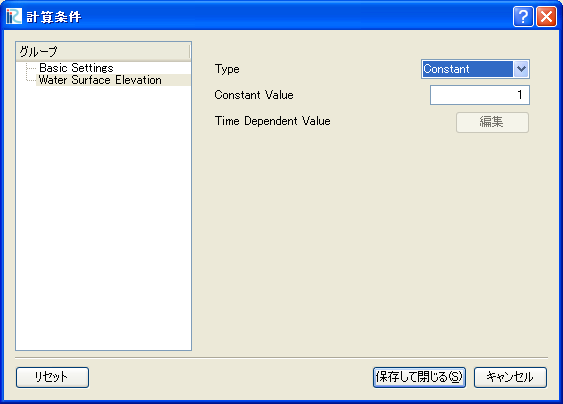 計算条件
グループ
Basic Settings
Water Surface Elevation
Type
Constant
Constant Value
1
Time Dependent Value
編集
リセット
保存して閉じる(S)
キャンセル